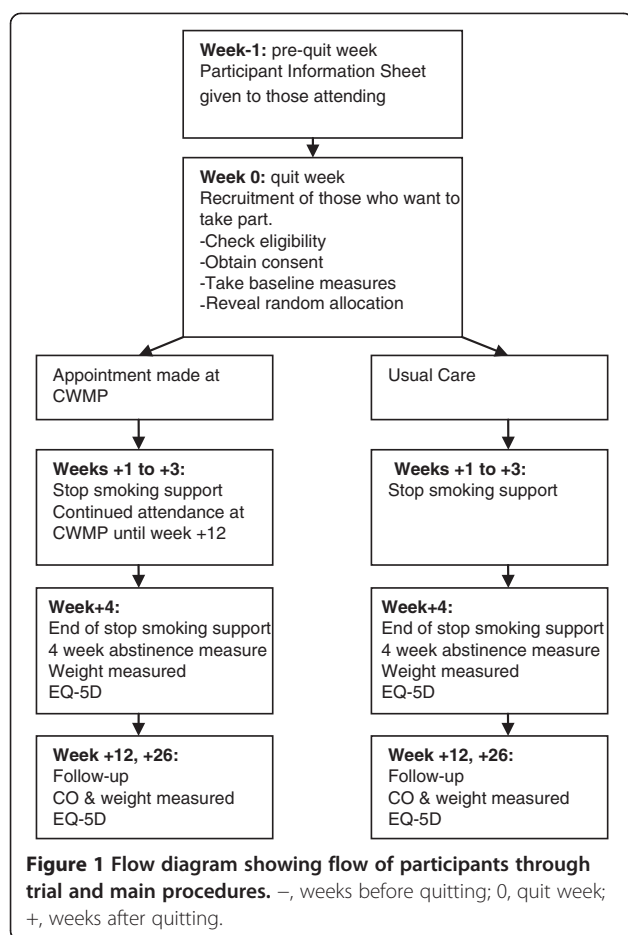 Week-1: pre-quit week
Participant Information Sheet
given to those attending
Week 0: quit week
Recruitment of those who want to
take part.
-Check eligibility
-Obtain consent
-Take baseline measures
-Reveal random allocation
Appointment made at
CWMP
Usual Care
Weeks +1 to +3:
Stop smoking support
Continued attendance at
CWMP until week +12
Weeks +1 to +3:
Stop smoking support
Week+4:
End of stop smoking support
4 week abstinence measure
Weight measured
EQ-5D
Week+4:
End of stop smoking support
4 week abstinence measure
Weight measured
EQ-5D
Week +12, +26:
Follow-up
CO & weight measured
EQ-5D
Week +12, +26:
Follow-up
CO & weight measured
EQ-5D
Figure 1 Flow diagram showing flow of participants through
trial and main procedures. −, weeks before quitting; 0, quit week;
+, weeks after quitting.